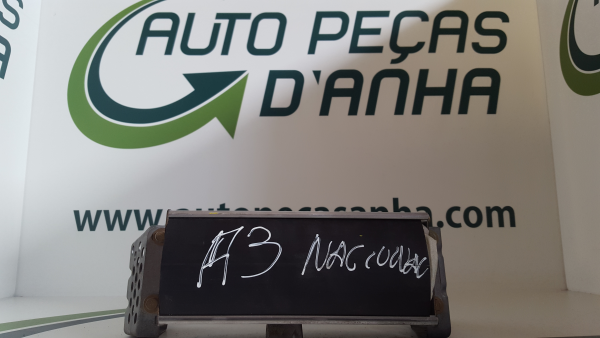 AUTO PEÇAS
D'ANHA
www.autopecasanha.com
A3 NACIONAL